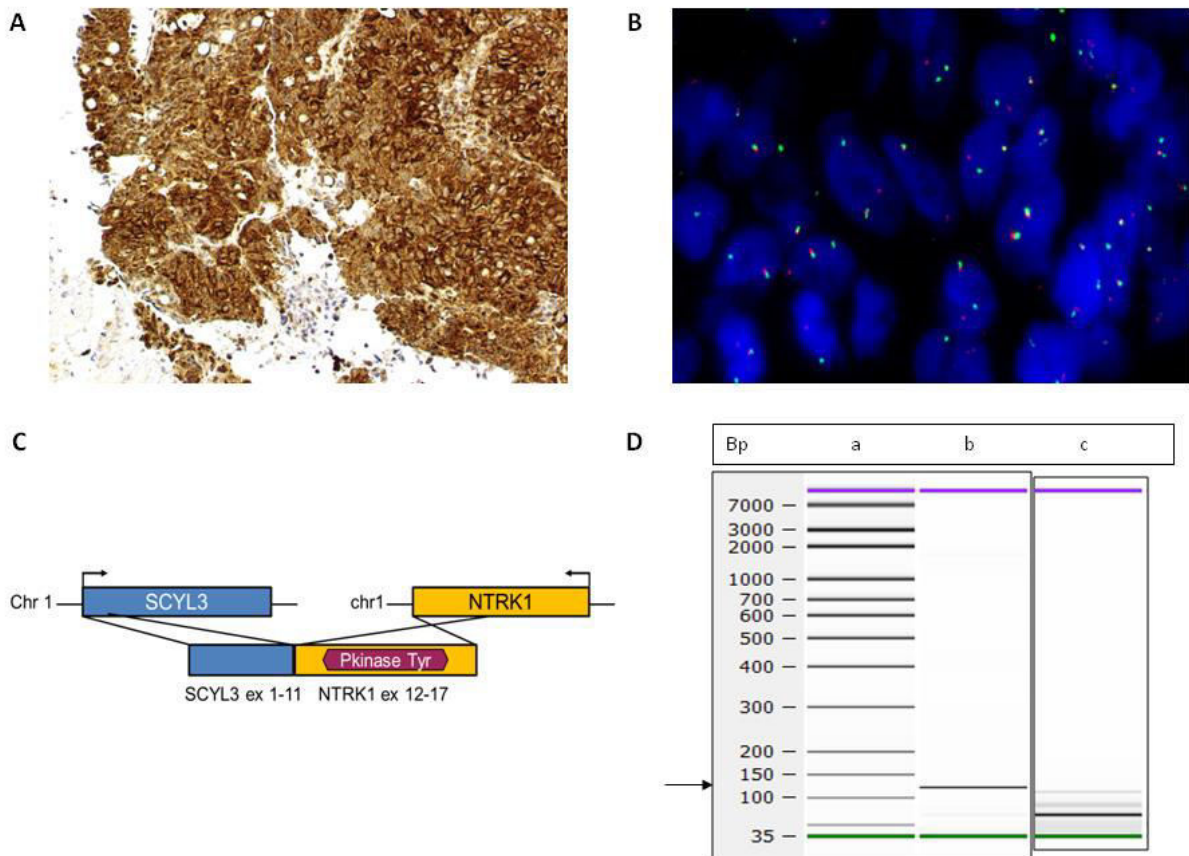 A
B
C
Chr 1
SCYL3
chr1
NTRK1
Pkinase Tyr
SCYL3 ex 1-11
NTRK1 ex 12-17
D
Bp a b c
7000
3000
2000
1000
700
600
500
400
300
200
150
100
35